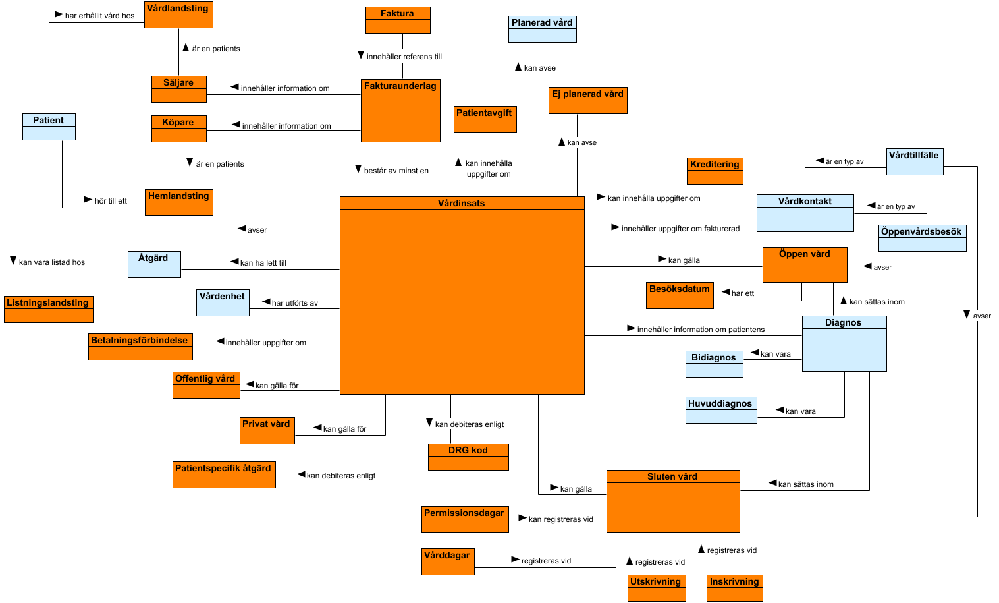 Vårdlandsting
har erhållit vård hos
Faktura
Planerad vård
är en patients
innehåller referens till
kan avse
Säljare
innehåller information om
Fakturaunderlag
Ej planerad vård
Patientavgift
Patient
Köpare
innehåller information om
kan avse
är en patients
består av minst en
kan innehålla
uppgifter om
Kreditering
är en typ av
Vårdtillfälle
Hemlandsting
hör till ett
Vårdinsats
kan innehålla uppgifter om
Vårdkontakt
är en typ av
avser
innehåller uppgifter om fakturerad
Öppenvårdsbesök
Åtgärd
kan ha lett till
kan vara listad hos
kan gälla
Öppen vård
avser
Vårdenhet
har utförts av
Besöksdatum
har ett
Listningslandsting
kan sättas inom
avser
Diagnos
innehåller information om patientens
Betalningsförbindelse
innehåller uppgifter om
Bidiagnos
kan vara
Offentlig vård
kan gälla för
Huvuddiagnos
kan vara
Privat vård
kan gälla för
kan debiteras enligt
DRG kod
Patientspecifik åtgärd
kan debiteras enligt
Sluten vård
kan gälla
kan sättas inom
Permissionsdagar
kan registreras vid
Vårddagar
registreras vid
registreras vid
registreras vid
Utskrivning
Inskrivning